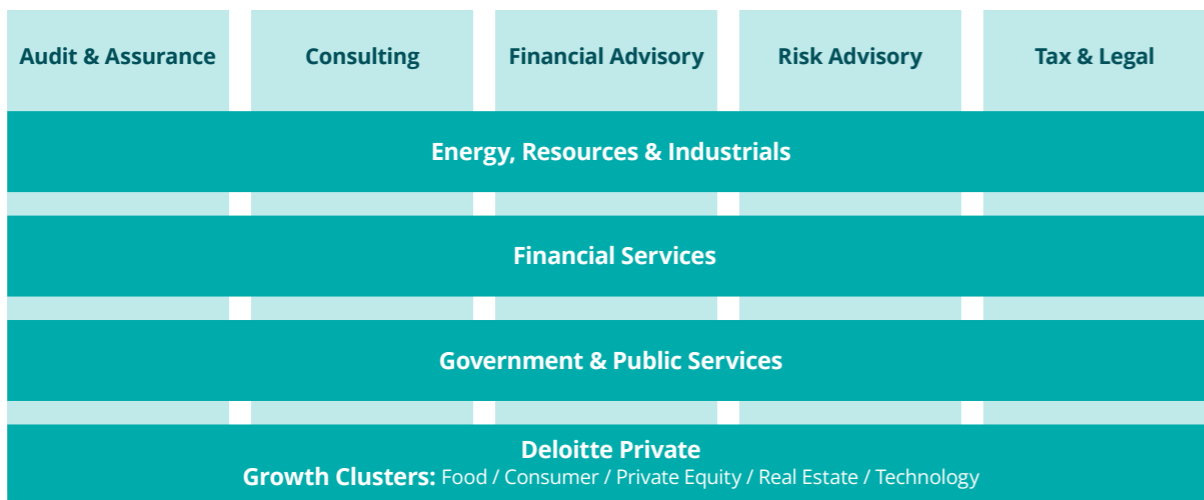 Audit & Assurance
Consulting
Financial Advisory
Risk Advisory
Tax & Legal
Energy, Resources & Industrials
Financial Services
Government & Public Services
Deloitte Private
Growth Clusters: Food / Consumer / Private Equity / Real Estate / Technology